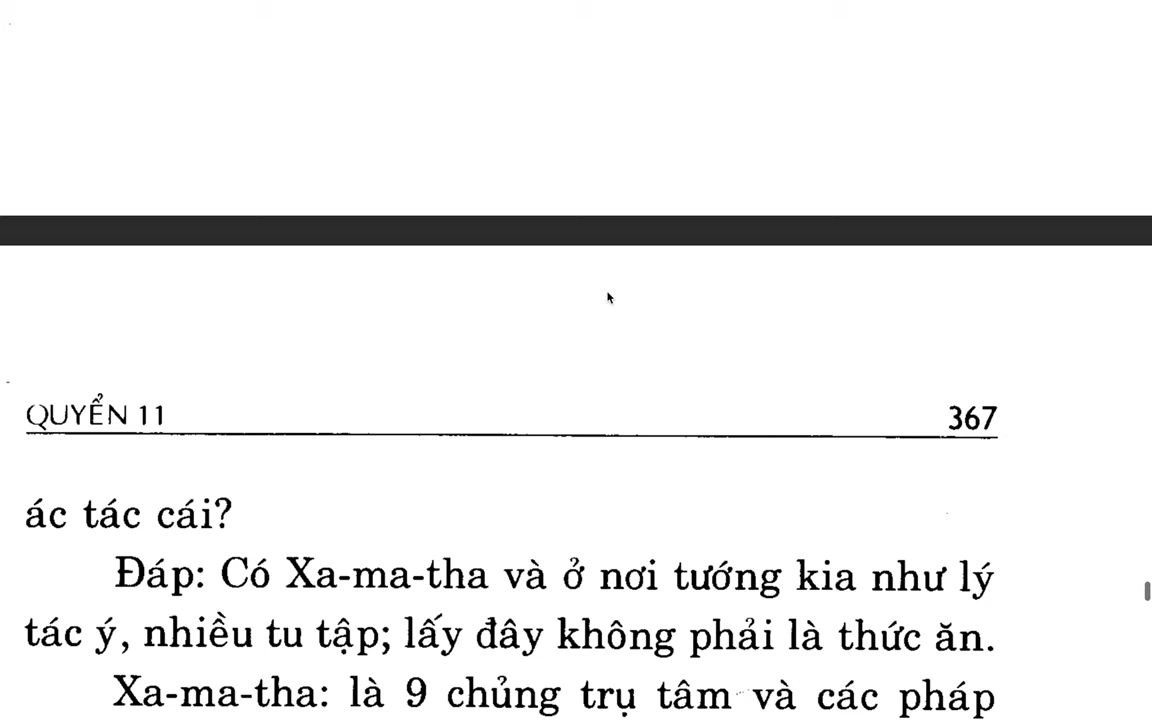 QUYỂN 11 367
ác tác cái?
Đáp: Có Xa-ma-tha và ở nơi tướng kia như lý
tác ý, nhiều tu tập; lấy đây không phải là thức ăn.
Xa-ma-tha: là 9 chủng trụ tâm và các pháp